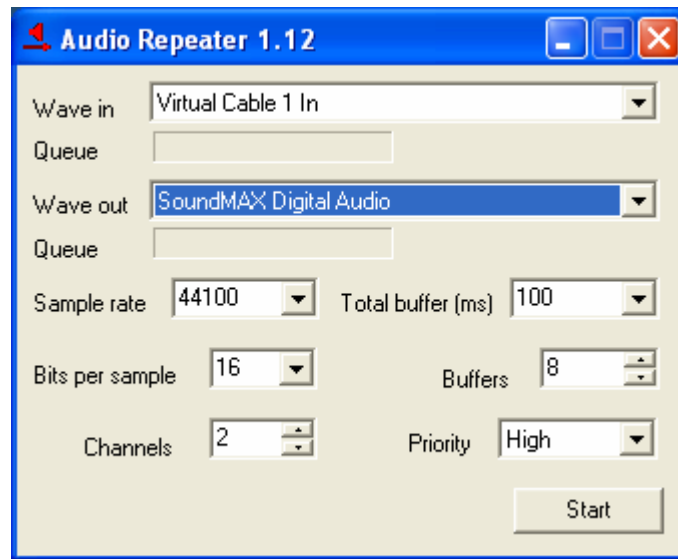 Audio Repeater 1.12
Wave in Virtual Cable 1 In
Queue
Wave out SoundMAX Digital Audio
Queue
Sample rate 44100 Total buffer (ms) 100
Bits per sample 16 Buffers 8
Channels 2 Priority High
Start